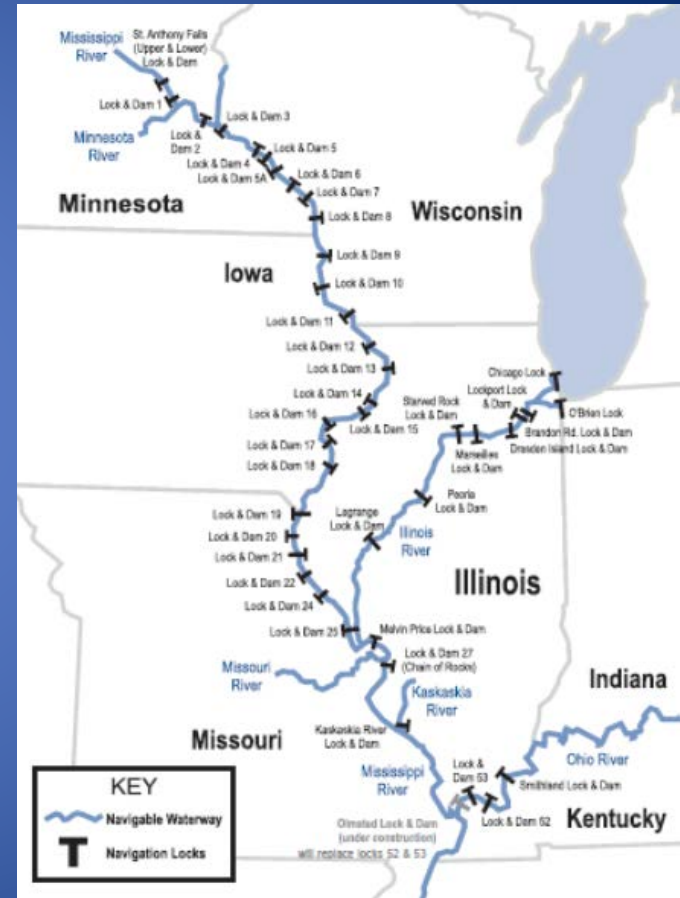 Mississippi
River
St. Anthony Falls
(Upper & Lower)
Lock & Dam
Lock & Dam 1
Minnesota
River
Lock &
Dam 2
Lock & Dam 3
Lock & Dam 4
Lock & Dam 5
Lock & Dam 5A
Lock & Dam 6
Lock & Dam 7
Minnesota
Lock & Dam 8
Wisconsin
Lock & Dam 9
Iowa
Lock & Dam 10
Lock & Dam 11
Lock & Dam 12
Lock & Dam 13
Lock & Dam 14
Lock & Dam 15
Lock & Dam 16
Lock & Dam 17
Lock & Dam 18
Chicago Lock
Lockport Lock
& Dam
O'Brian Lock
Brandon Rd. Lock & Dam
Dresden Island Lock & Dam
Starved Rock
Lock & Dam
Marseilles
Lock & Dam
Peoria
Lock & Dam
Lagrange
Lock & Dam
Illinois
River
Illinois
Lock & Dam 19
Lock & Dam 20
Lock & Dam 21
Lock & Dam 22
Lock & Dam 24
Lock & Dam 25
Melvin Price Lock & Dam
Lock & Dam 27
(Chain of Rocks)
Missouri
River
Kaskaskia
River
Indiana
Missouri
Kaskaskia River
Lock & Dam
Mississippi
River
Lock &
Dam 53
Ohio River
Smithland Lock & Dam
Lock & Dam 52
Kentucky
Olmsted Lock & Dam
(under construction)
will replace locks 52 & 53
KEY
Navigable Waterway
Navigation Locks